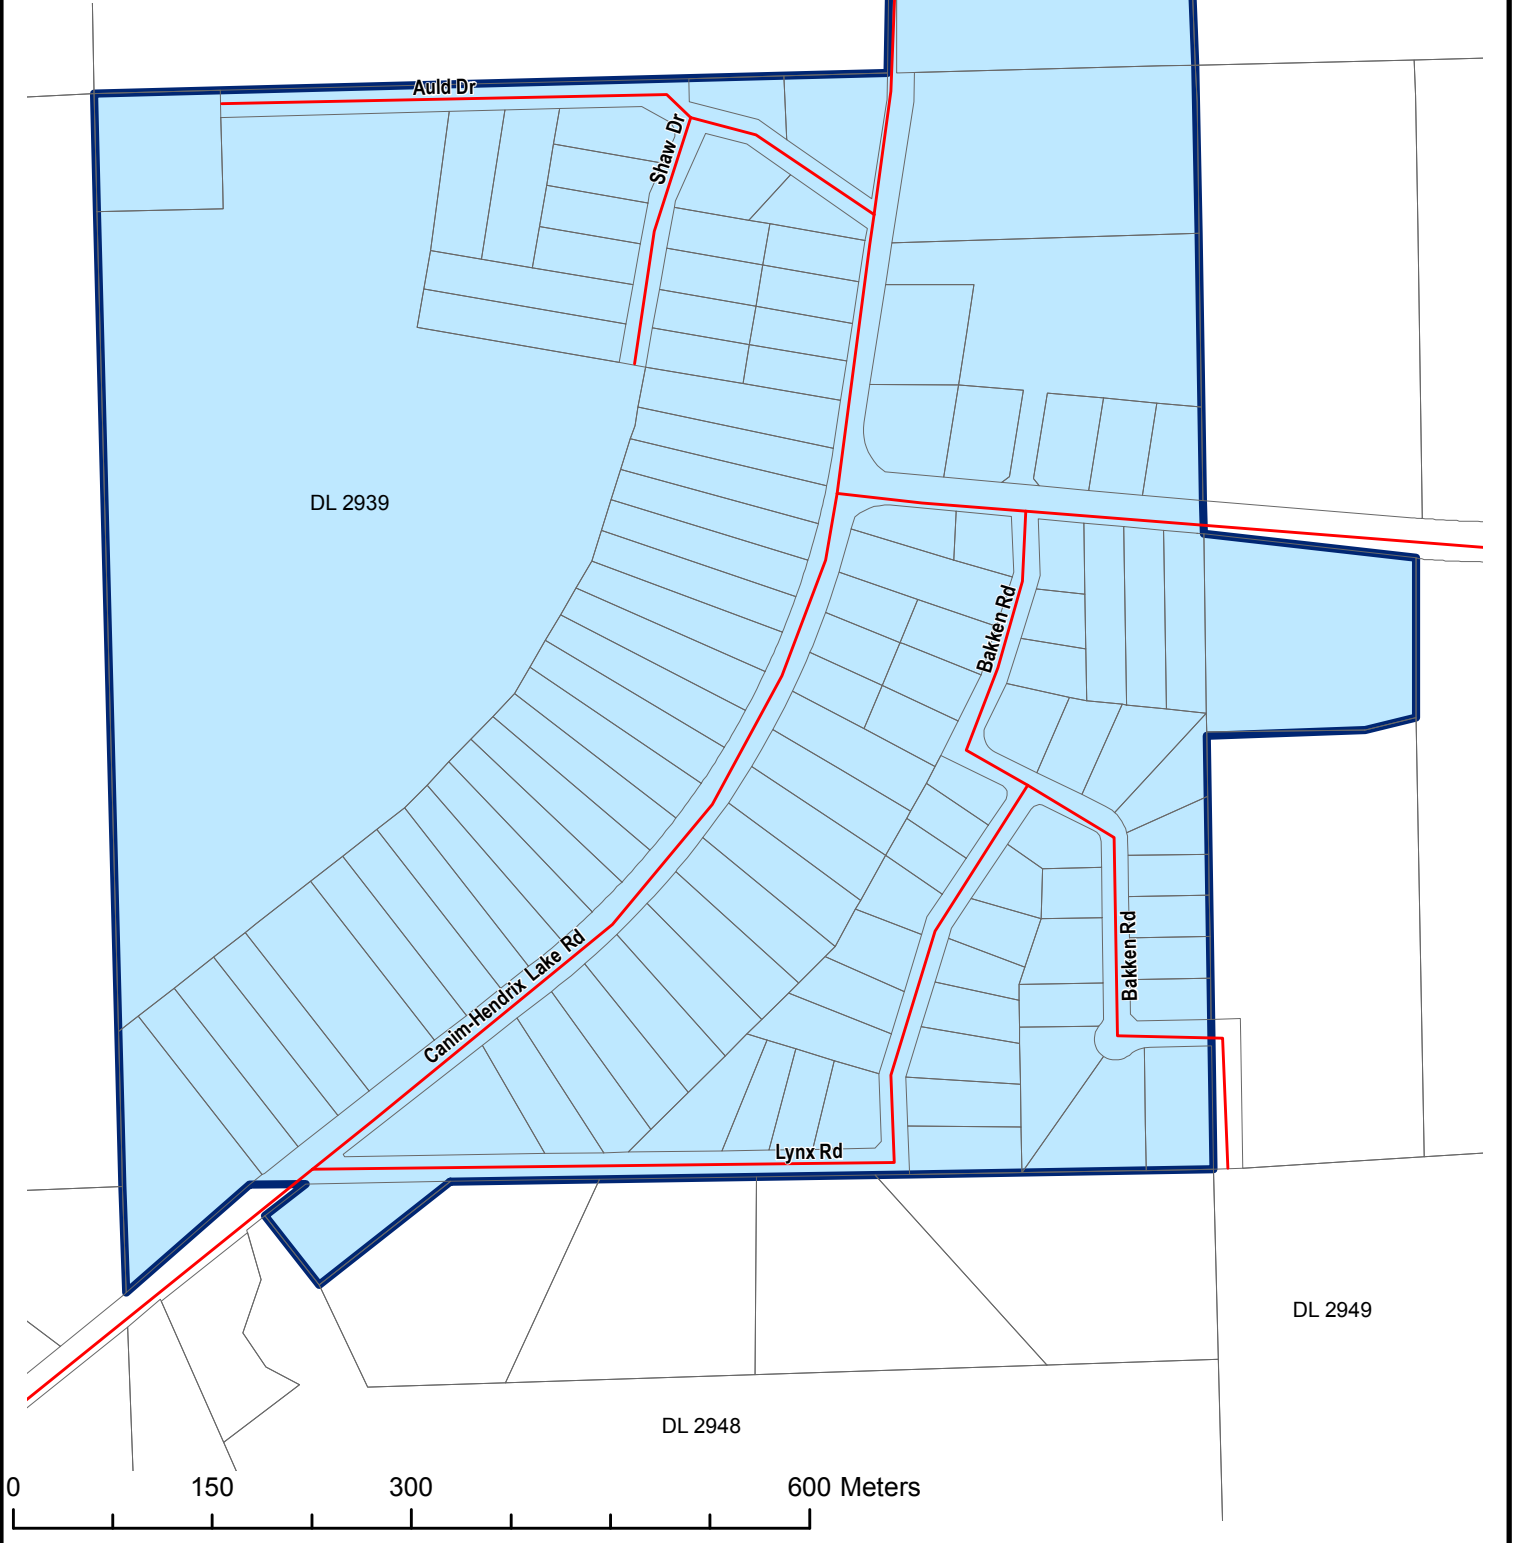 Auld Dr
Shaw Dr
DL 2939
Bakken Rd
Bakken Rd
Canim-Hendrix Lake Rd
Lynx Rd
DL 2949
DL 2948
0 150 300 600 Meters